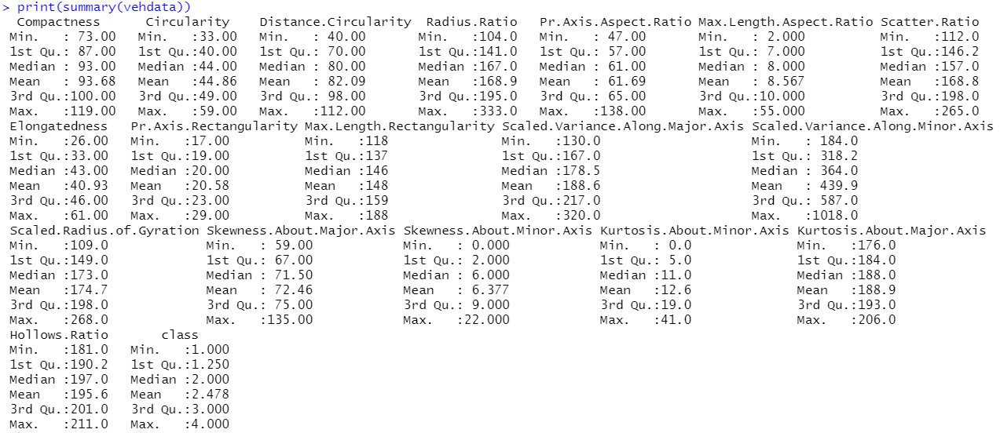 > print(summary(vehdata))
  Compactness      Circularity    Distance.Circularity  Radius.Ratio   Pr.Axis.Aspect.Ratio Max.Length.Aspect.Ratio Scatter.Ratio
 Min.   : 73.00   Min.   :33.00   Min.   : 40.00       Min.   :104.0   Min.   : 47.00       Min.   : 2.000          Min.   :112.0
 1st Qu.: 87.00   1st Qu.:40.00   1st Qu.: 70.00       1st Qu.:141.0   1st Qu.: 57.00       1st Qu.: 7.000          1st Qu.:146.2
 Median : 93.00   Median :44.00   Median : 80.00       Median :167.0   Median : 61.00       Median : 8.000          Median :157.0
 Mean   : 93.68   Mean   :44.86   Mean   : 82.09       Mean   :168.9   Mean   : 61.69       Mean   : 8.567          Mean   :168.8
 3rd Qu.:100.00   3rd Qu.:49.00   3rd Qu.: 98.00       3rd Qu.:195.0   3rd Qu.: 65.00       3rd Qu.:10.000          3rd Qu.:198.0
 Max.   :119.00   Max.   :59.00   Max.   :112.00       Max.   :333.0   Max.   :138.00       Max.   :55.000          Max.   :265.0
 Elongatedness   Pr.Axis.Rectangularity Max.Length.Rectangularity Scaled.Variance.Along.Major.Axis Scaled.Variance.Along.Minor.Axis
 Min.   :26.00   Min.   :17.00          Min.   :118               Min.   :130.0                    Min.   : 184.0
 1st Qu.:33.00   1st Qu.:19.00          1st Qu.:137               1st Qu.:167.0                    1st Qu.: 318.2
 Median :43.00   Median :20.00          Median :146               Median :178.5                    Median : 364.0
 Mean   :40.93   Mean   :20.58          Mean   :148               Mean   :188.6                    Mean   : 439.9
 3rd Qu.:46.00   3rd Qu.:23.00          3rd Qu.:159               3rd Qu.:217.0                    3rd Qu.: 587.0
 Max.   :61.00   Max.   :29.00          Max.   :188               Max.   :320.0                    Max.   :1018.0
 Scaled.Radius.of.Gyration Skewness.About.Major.Axis Skewness.About.Minor.Axis Kurtosis.About.Minor.Axis Kurtosis.About.Major.Axis
 Min.   :109.0             Min.   : 59.00            Min.   : 0.000            Min.   : 0.0              Min.   :176.0
 1st Qu.:149.0             1st Qu.: 67.00            1st Qu.: 2.000            1st Qu.: 5.0              1st Qu.:184.0
 Median :173.0             Median : 71.50            Median : 6.000            Median :11.0              Median :188.0
 Mean   :174.7             Mean   : 72.46            Mean   : 6.377            Mean   :12.6              Mean   :188.9
 3rd Qu.:198.0             3rd Qu.: 75.00            3rd Qu.: 9.000            3rd Qu.:19.0              3rd Qu.:193.0
 Max.   :268.0             Max.   :135.00            Max.   :22.000            Max.   :41.0              Max.   :206.0
 Hollows.Ratio       class
 Min.   :181.0   Min.   :1.000
 1st Qu.:190.2   1st Qu.:1.250
 Median :197.0   Median :2.000
 Mean   :195.6   Mean   :2.478
 3rd Qu.:201.0   3rd Qu.:3.000
 Max.   :211.0   Max.   :4.000